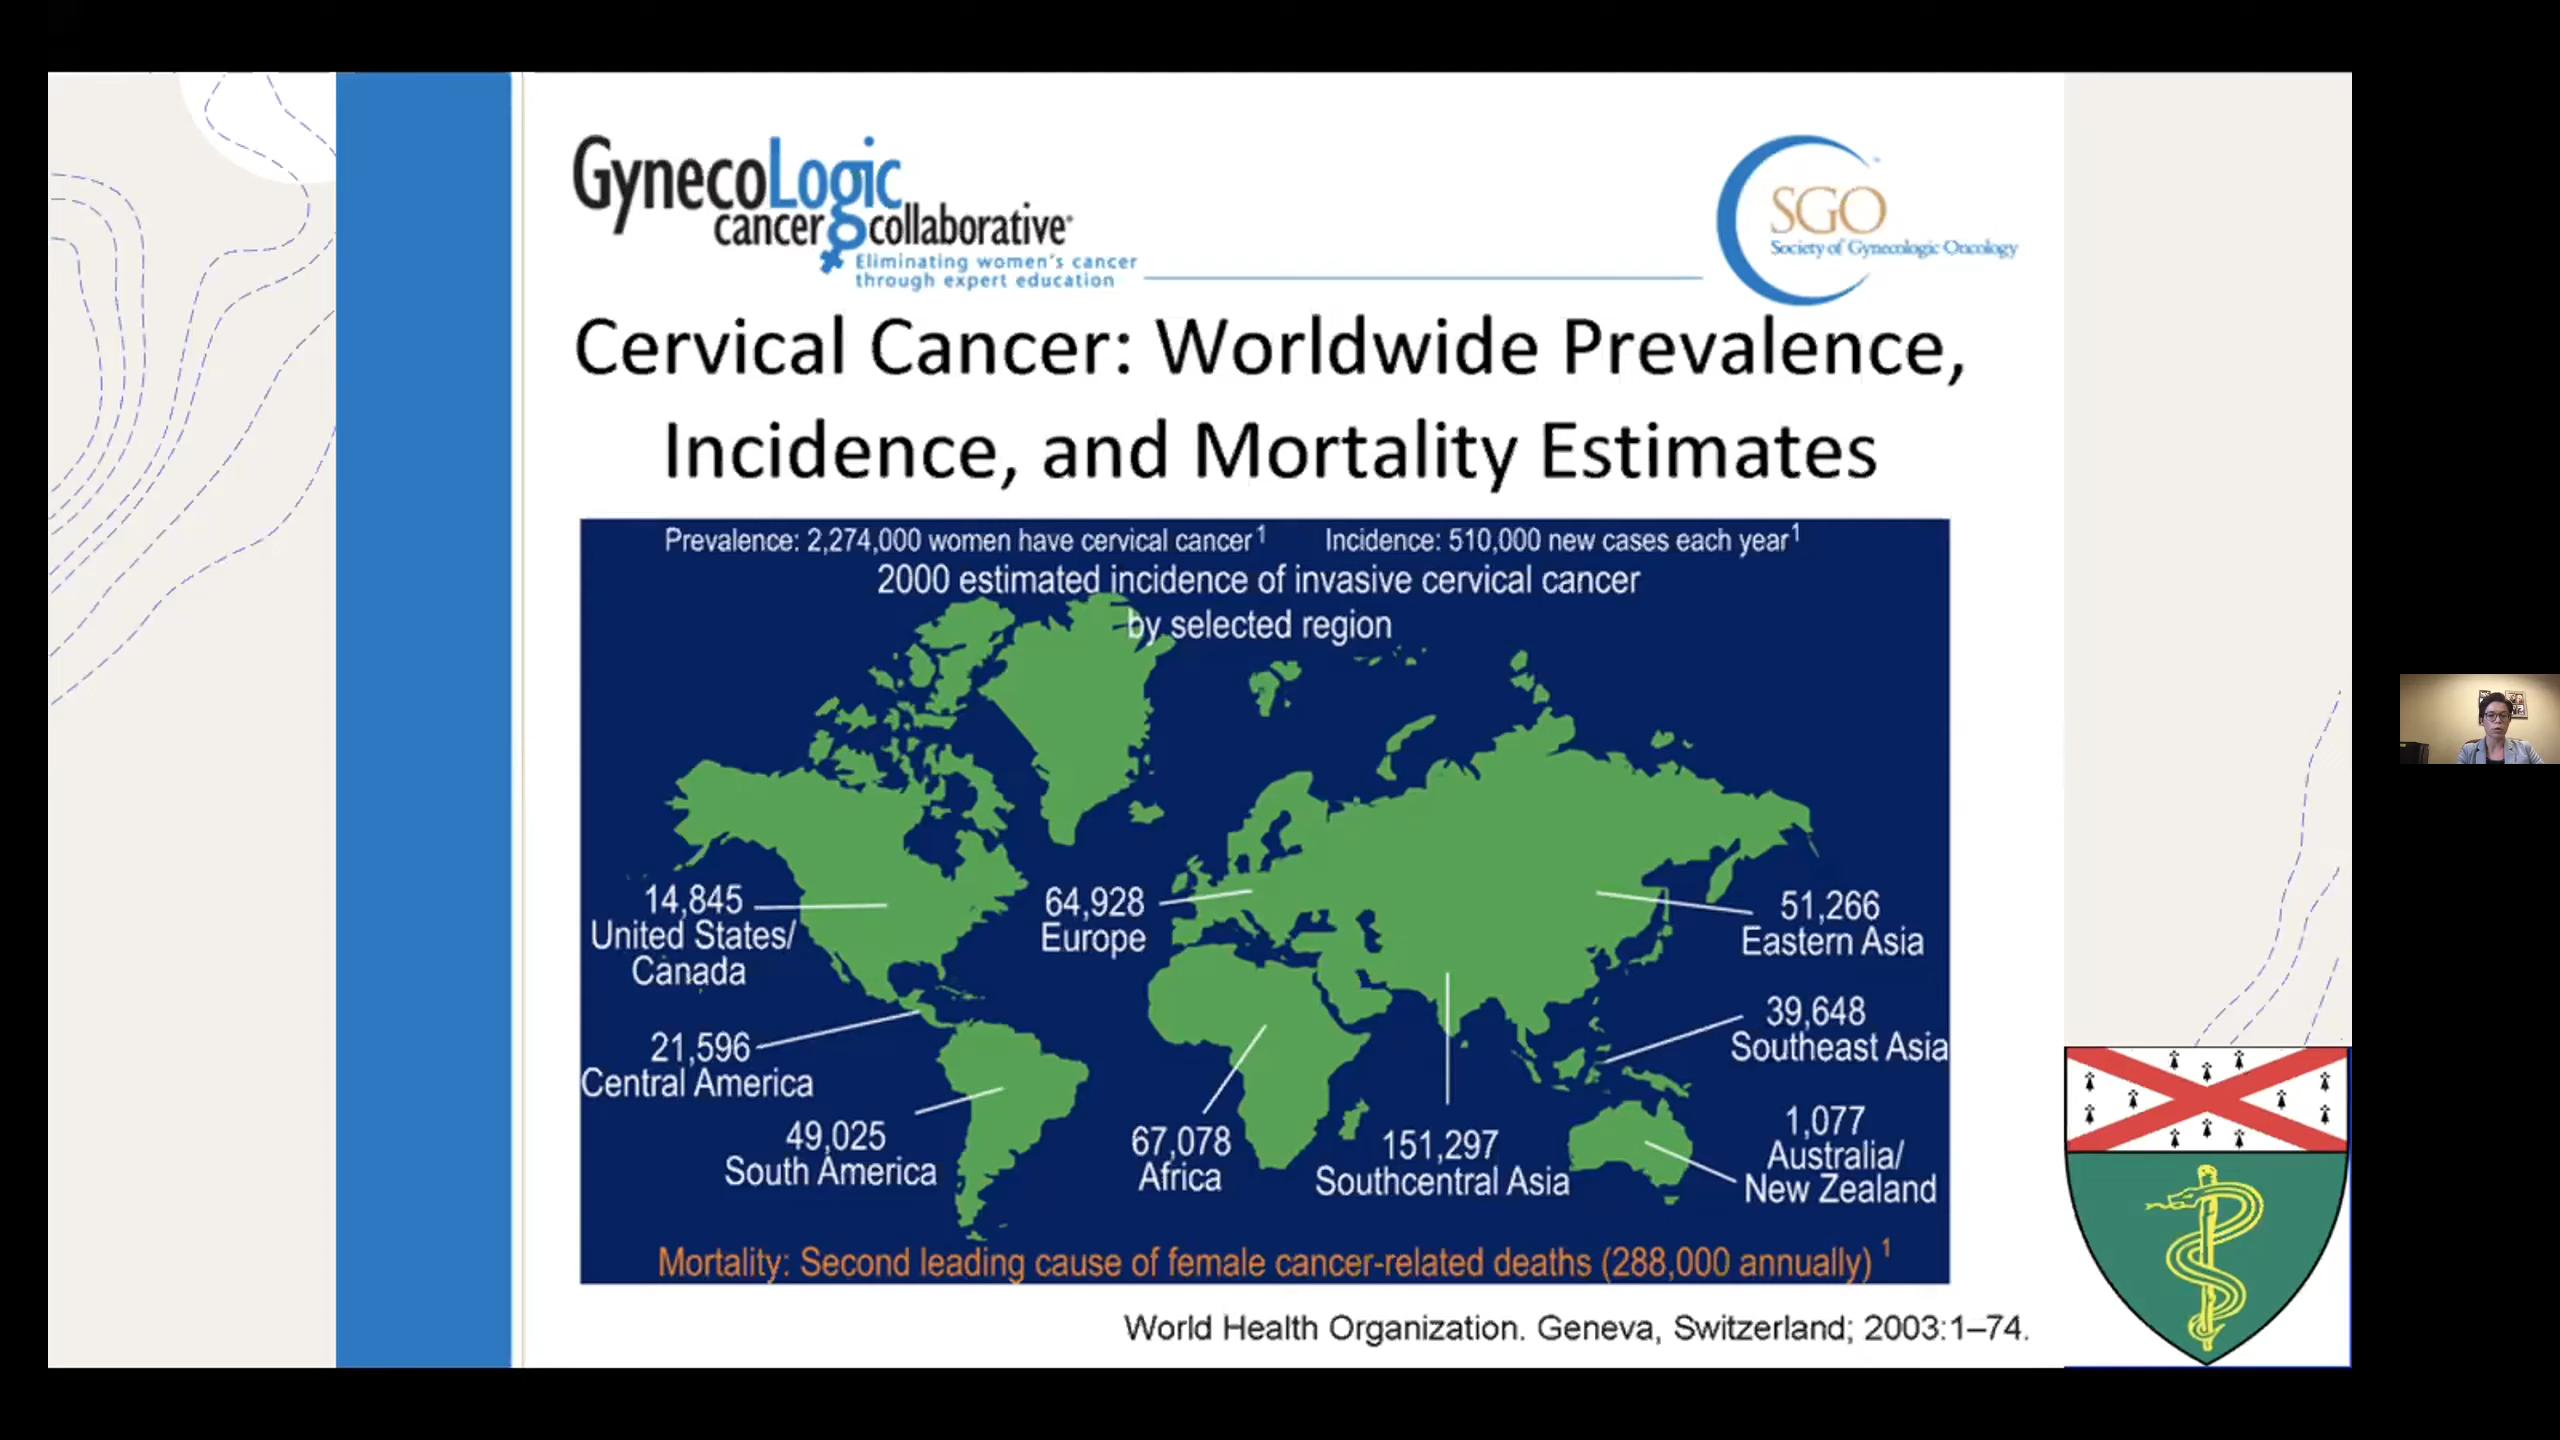 GynecoLogic
cancer collaborative®
Eliminating women's cancer
through expert education
SGO
Society of Gynecologic Oncology
Cervical Cancer: Worldwide Prevalence,
Incidence, and Mortality Estimates
Prevalence: 2,274,000 women have cervical cancer¹ Incidence: 510,000 new cases each year¹
2000 estimated incidence of invasive cervical cancer
by selected region
14,845
United States/
Canada
64,928
Europe
51,266
Eastern Asia
21,596
Central America
39,648
Southeast Asia
49,025
South America
67,078
Africa
151,297
Southcentral Asia
1,077
Australia/
New Zealand
Mortality: Second leading cause of female cancer-related deaths (288,000 annually) ¹
World Health Organization. Geneva, Switzerland; 2003:1–74.